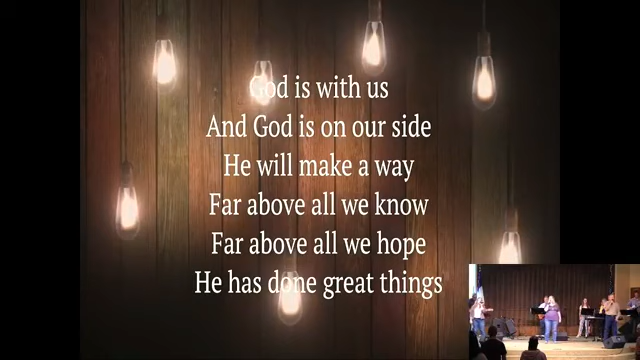 God is with us
And God is on our side
He will make a way
Far above all we know
Far above all we hope
He has done great things